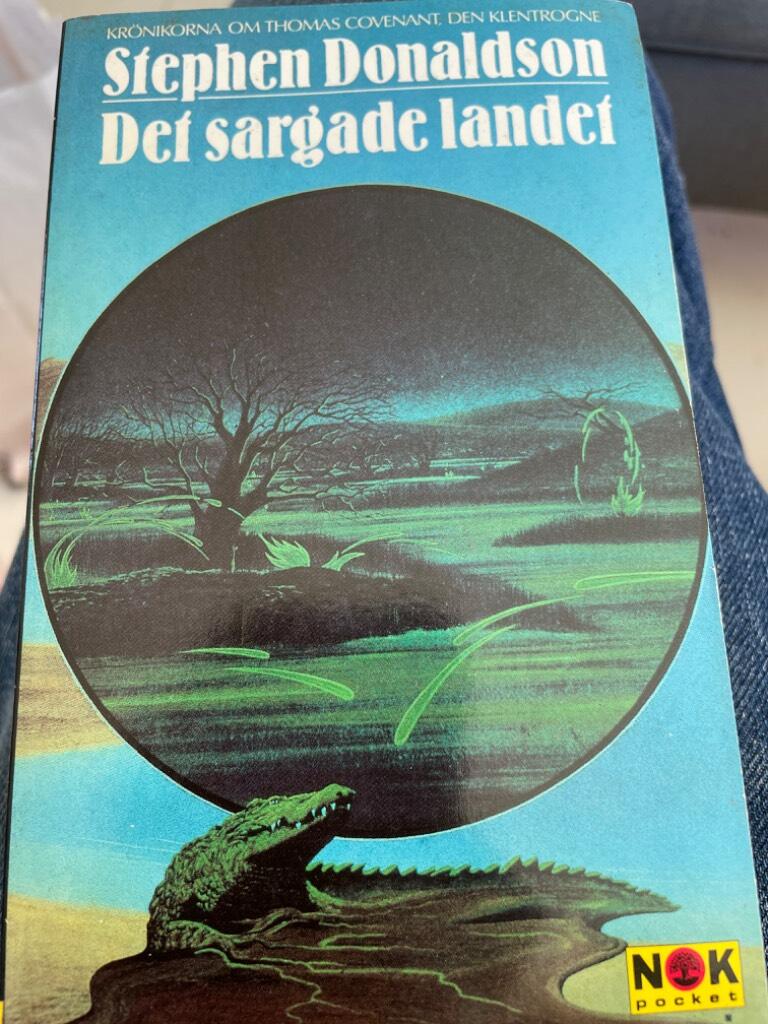 KRÖNIKORNA OM THOMAS COVENANT, DEN KLENTROGNE
Stephen Donaldson
Det sargade landet
NOK
pocket